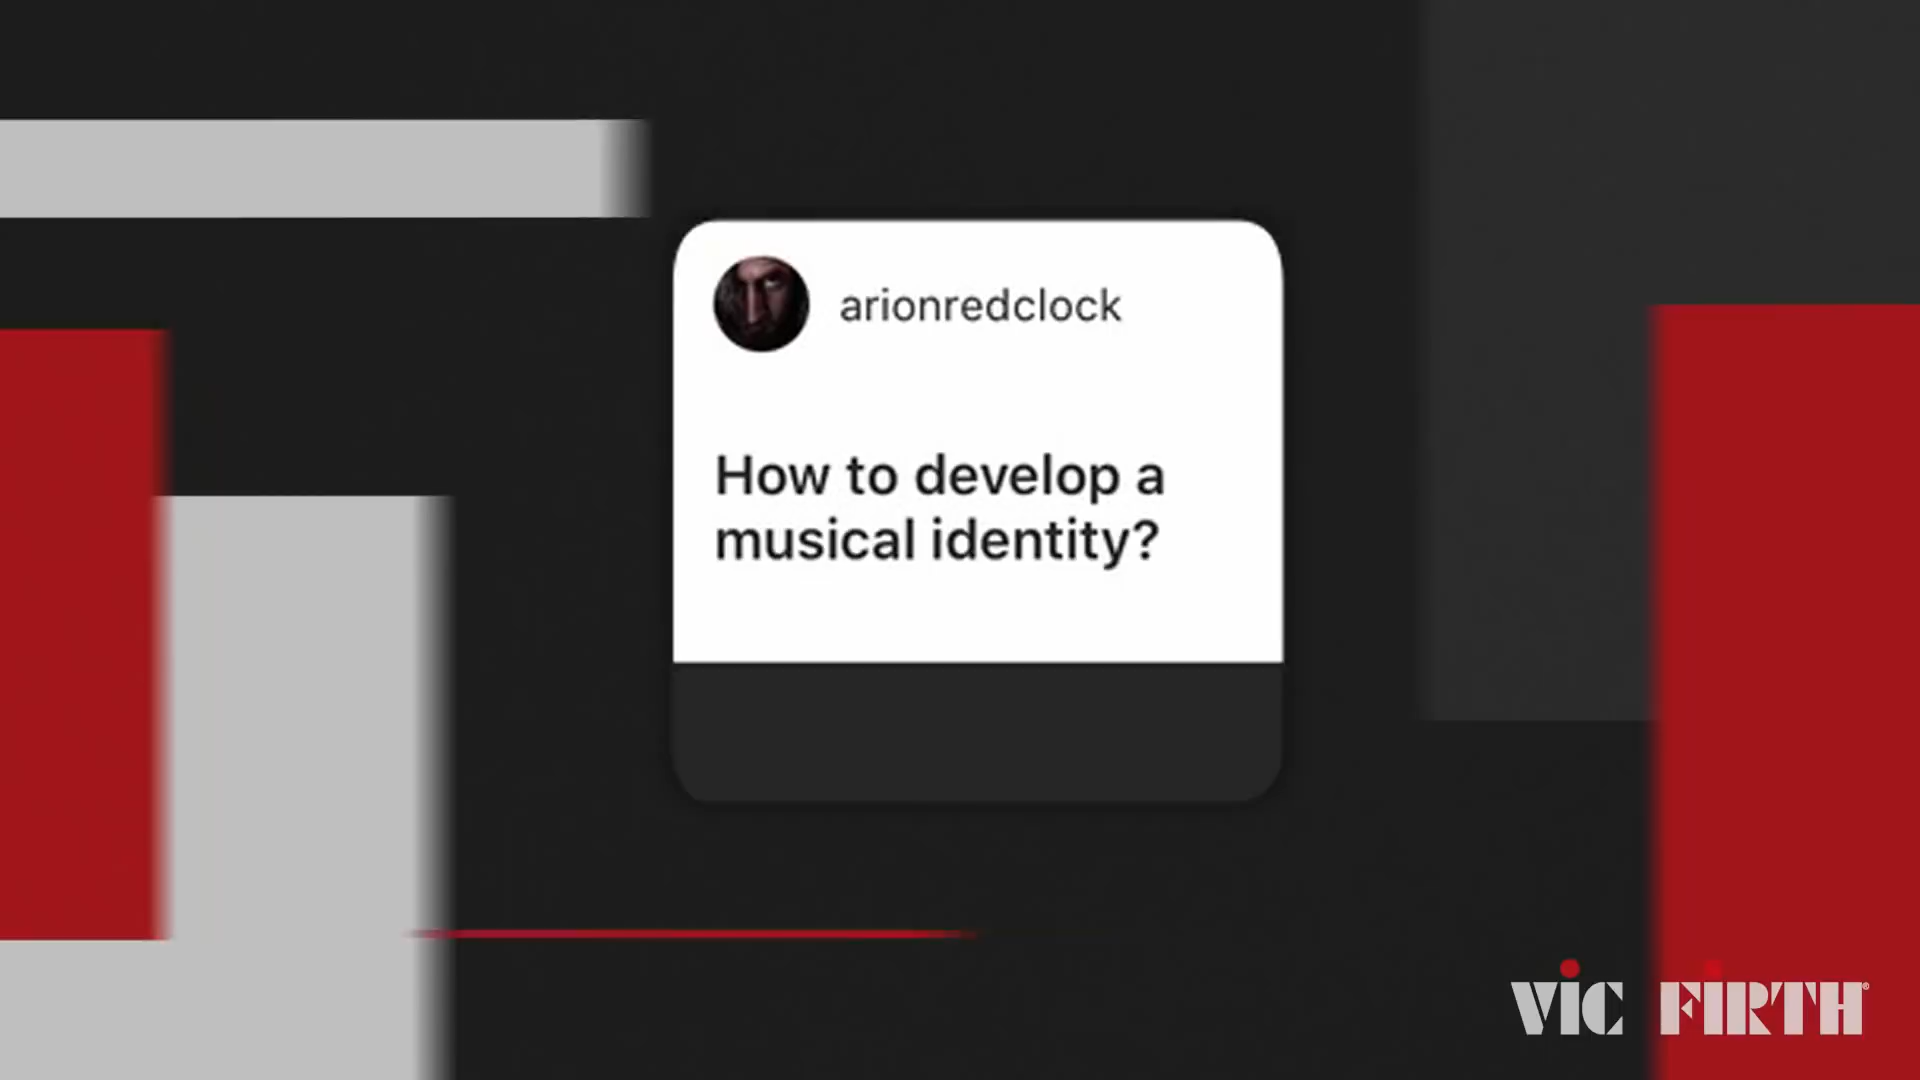 arionredclock
How to develop a
musical identity?
VIC FIRTH®